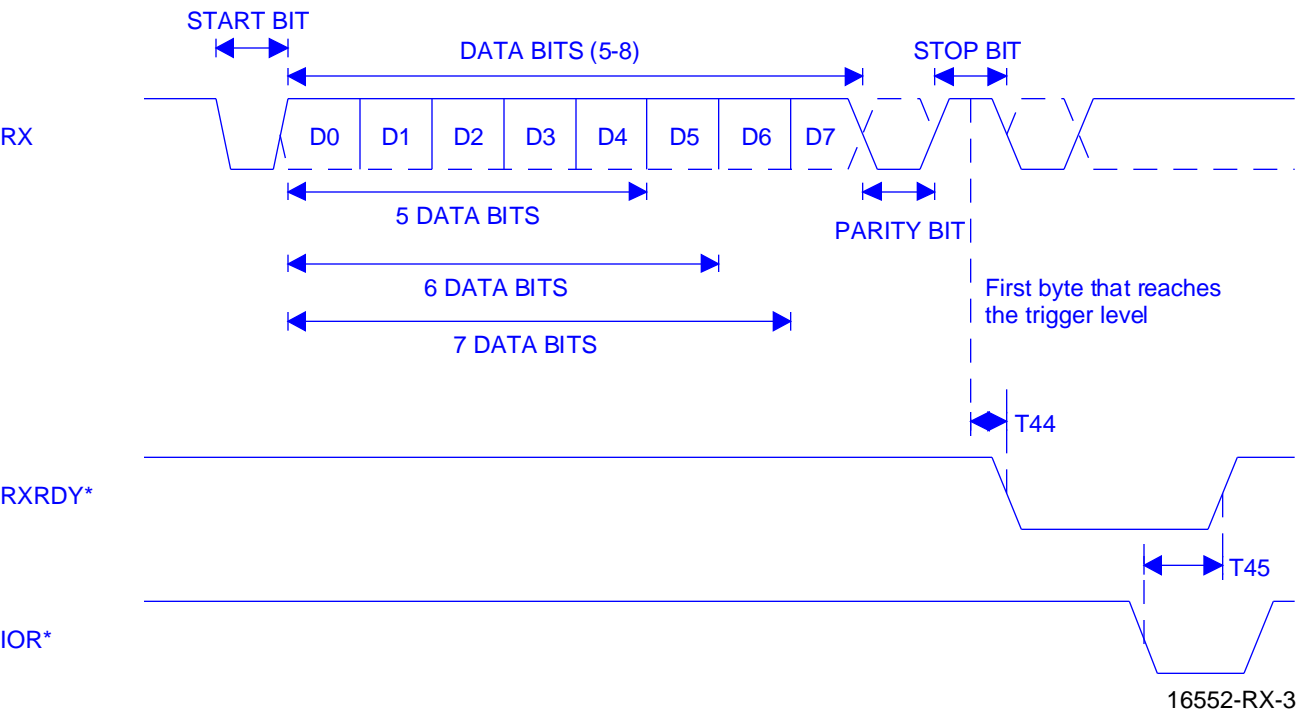 START BIT
DATA BITS (5-8)
STOP BIT
RX
D0 D1 D2 D3 D4 D5 D6 D7
5 DATA BITS
PARITY BIT
6 DATA BITS
First byte that reaches
the trigger level
7 DATA BITS
T44
RXRDY*
T45
IOR*
16552-RX-3